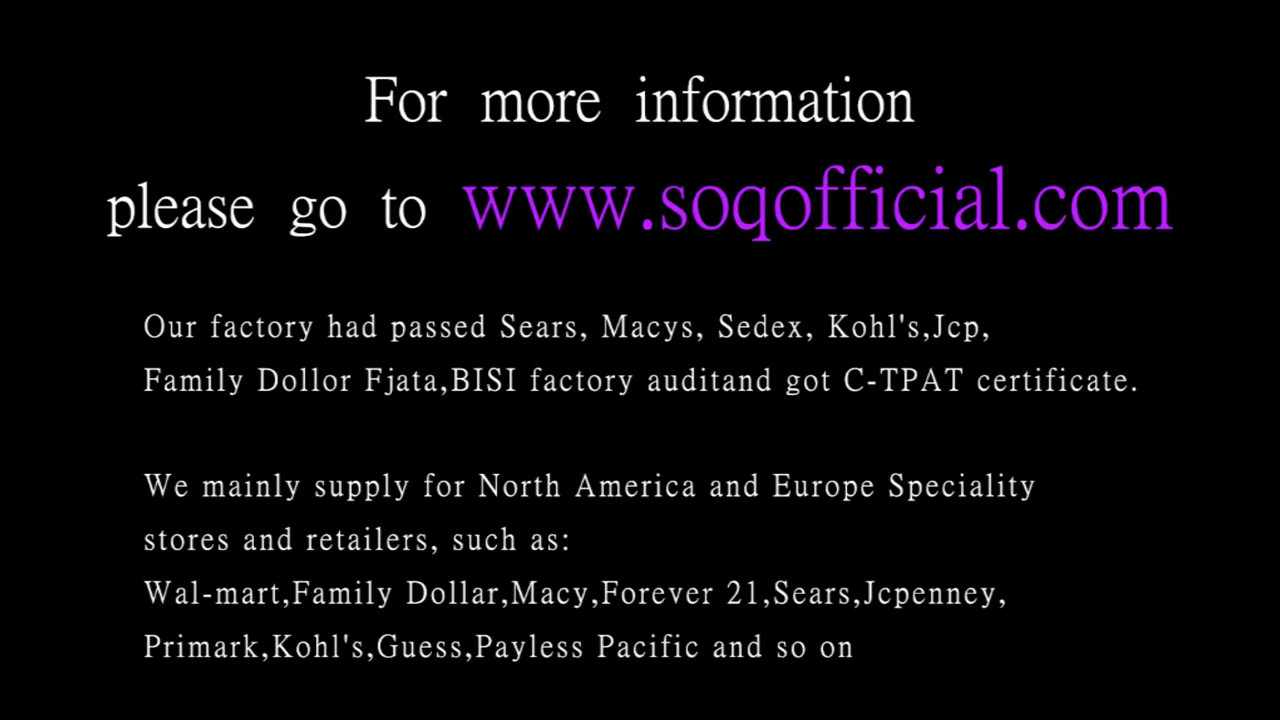 For more information
please go to www.soqofficial.com
Our factory had passed Sears, Macys, Sedex, Kohl's,Jcp,
Family Dollor Fjata,BISI factory auditand got C-TPAT certificate.
We mainly supply for North America and Europe Speciality
stores and retailers, such as:
Wal-mart,Family Dollar,Macy,Forever 21,Sears,Jcpenney,
Primark,Kohl's,Guess,Payless Pacific and so on